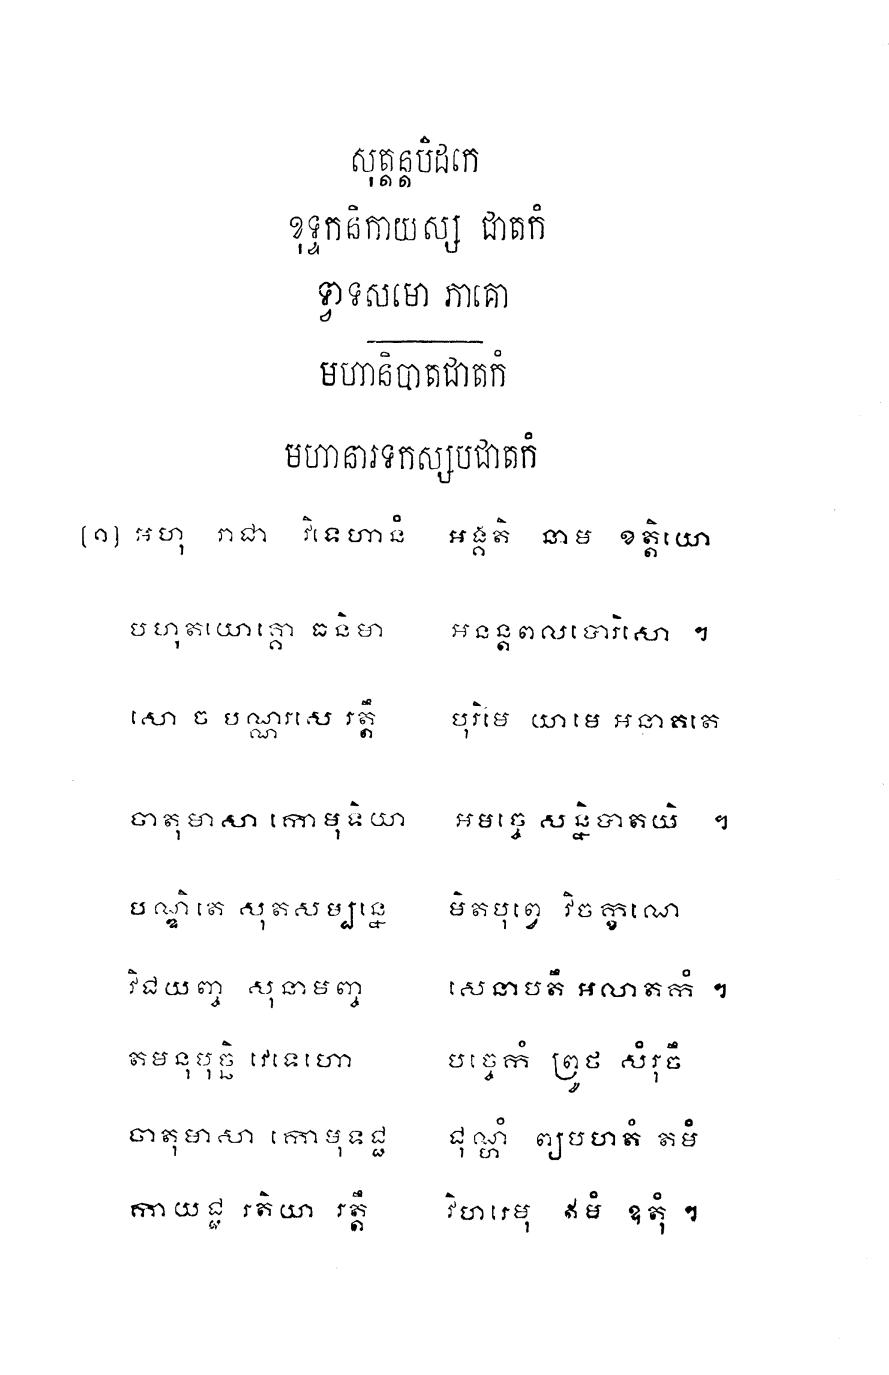 សុត្តន្តបិដកេ
ខុទ្ទកនិកាយស្ស ជាតកំ
ទ្វាទសមោ ភាគោ
មហានិបាតជាតកំ
មហានារទកស្សបជាតកំ
[១] អហុ រាជា វិទេហានំ អង្គតិ នាម ខត្តិយោ
បហុតយោគ្គោ ធនិមា អនន្តពលបោរិសោ ។
សោ ច បណ្ណរសេ រត្តឹ បុរិមេ យាមេ អនាគតេ
ចាតុមាសា កោមុទិយា អមច្ចេ សន្និបាតយិ ។
បណ្ឌិតេ សុតសម្បន្នេ មិតបុព្វេ វិចក្ខណេ
វិជយញ្ច សុនាមញ្ច សេនាបតឹ អលាតកំ ។
តមនុបុច្ឆិ វេទេហោ បច្ចេកំ ព្រូថ សំរុចឹ
ចាតុមាសា កោមុទជ្ជ ជុណ្ហំ ព្យបហតំ តមំ
កាយជ្ជ រតិយា រត្តឹ វិហរេមុ ឥមំ ឧតុំ ។